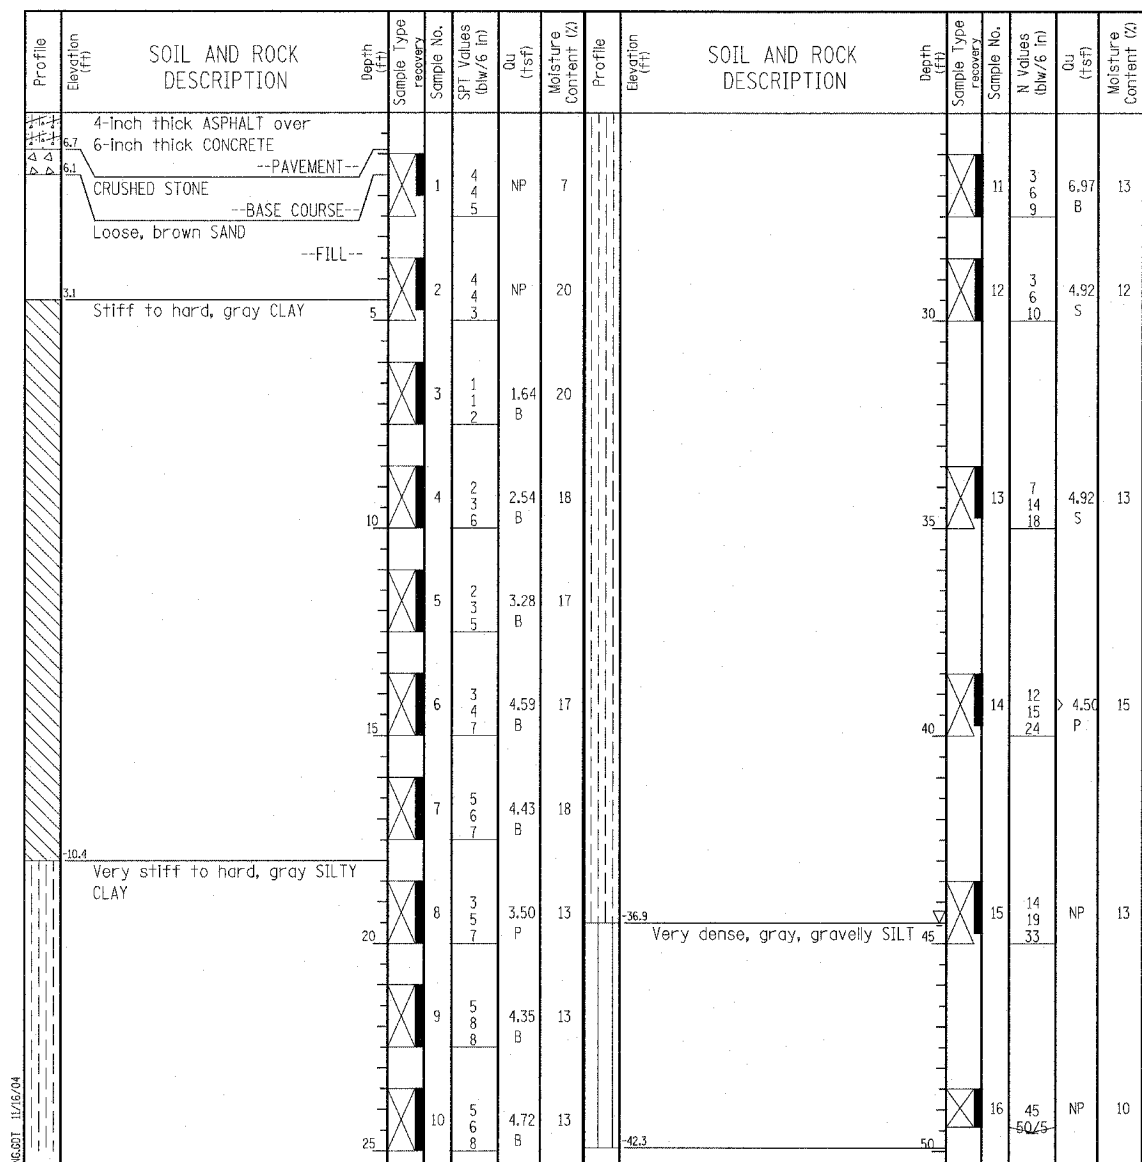 Profile
Elevation (ft)
SOIL AND ROCK
DESCRIPTION
Depth (ft)
Sample Type
recovery
Sample No.
SPT Values
(blw/6 in)
Qu
(tsf)
Moisture
Content (%)
4-inch thick ASPHALT over
6.7 6-inch thick CONCRETE
--PAVEMENT--
6.1
CRUSHED STONE
--BASE COURSE--
1 4 4 5 NP 7
Loose, brown SAND
--FILL--
2 4 4 3 NP 20
3.1
Stiff to hard, gray CLAY
5
3 1 1 2 1.64 B 20
4 2 3 6 2.54 B 18
10
5 2 3 5 3.28 B 17
6 3 4 7 4.59 B 17
15
7 5 6 7 4.43 B 18
-10.4
Very stiff to hard, gray SILTY
CLAY
8 3 5 7 3.50 P 13
20
9 5 8 8 4.35 B 13
10 5 6 8 4.72 B 13
25
Profile
Elevation (ft)
SOIL AND ROCK
DESCRIPTION
Depth (ft)
Sample Type
recovery
Sample No.
N Values
(blw/6 in)
Qu
(tsf)
Moisture
Content (%)
11 3 6 9 6.97 B 13
12 3 6 10 4.92 S 12
30
13 7 14 18 4.92 S 13
35
14 12 15 24 > 4.50 P 15
40
15 14 19 33 NP 13
-36.9
Very dense, gray, gravelly SILT 45
16 45 50/5 NP 10
-42.3
50
11/16/04